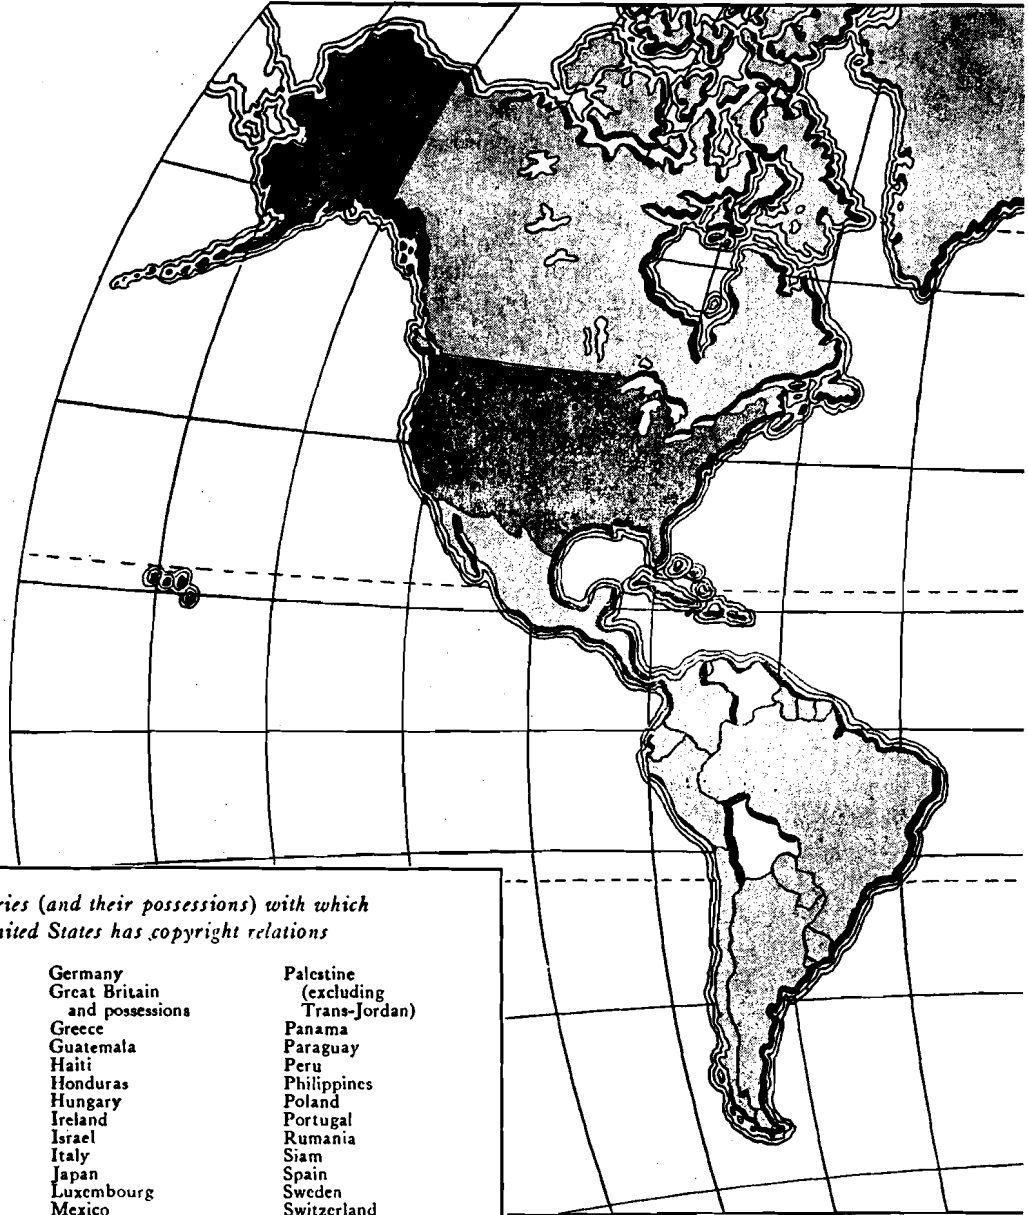 ries (and their possessions) with which
nited States has copyright relations
Germany
Great Britain
and possessions
Greece
Guatemala
Haiti
Honduras
Hungary
Ireland
Israel
Italy
Japan
Luxembourg
Mexico
Palestine
(excluding
Trans-Jordan)
Panama
Paraguay
Peru
Philippines
Poland
Portugal
Rumania
Siam
Spain
Sweden
Switzerland